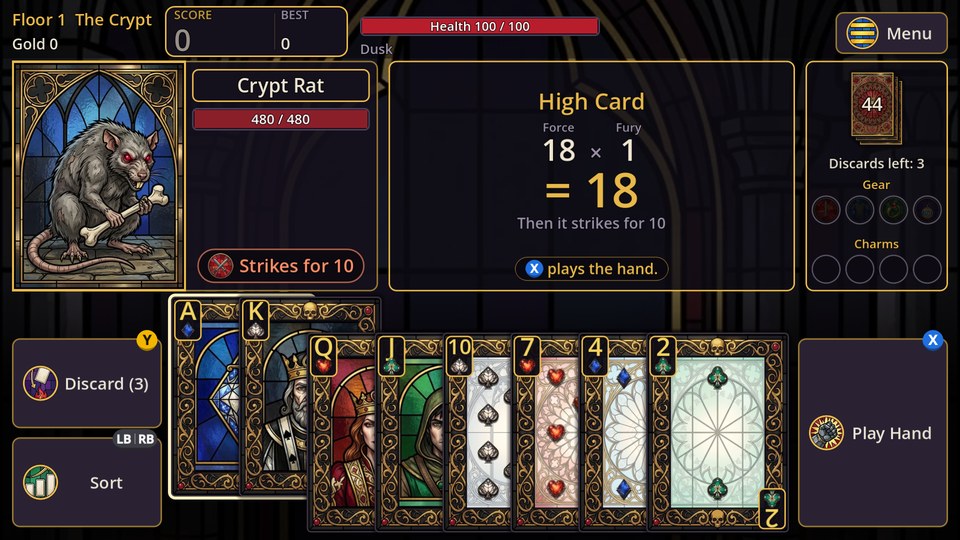 Floor 1 The Crypt
Gold 0
SCORE
0
BEST
0
Health 100 / 100
Dusk
Menu
Crypt Rat
480 / 480
Strikes for 10
High Card
Force
Fury
18 × 1
= 18
Then it strikes for 10
X plays the hand.
44
Discards left: 3
Gear
Charms
Y
Discard (3)
LB RB
Sort
A
K
Q
J
10
7
4
2
2
X
Play Hand